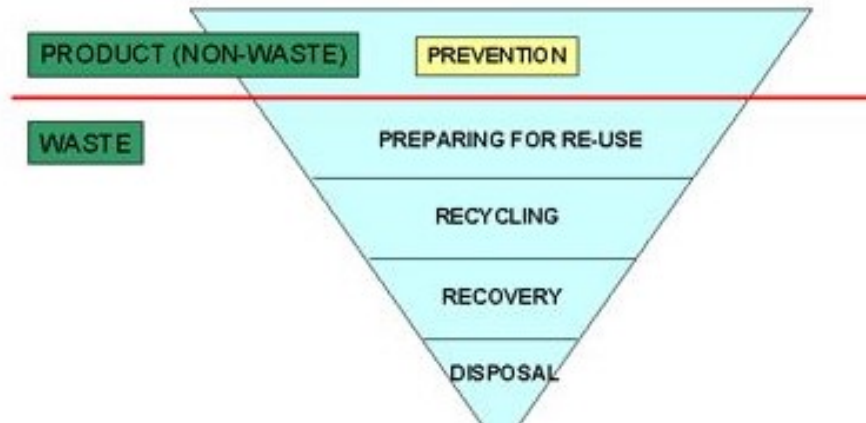 PRODUCT (NON-WASTE)
PREVENTION
WASTE
PREPARING FOR RE-USE
RECYCLING
RECOVERY
DISPOSAL